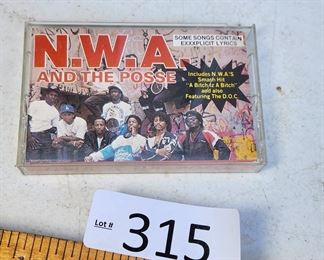 N.W.A.
AND THE POSSE
SOME SONGS CONTAIN
EXXXPLICIT LYRICS
Includes N.W.A'S
Smash Hit
"A Bitch Iz A Bitch"
and also
Featuring The D.O.C.
Lot # 315